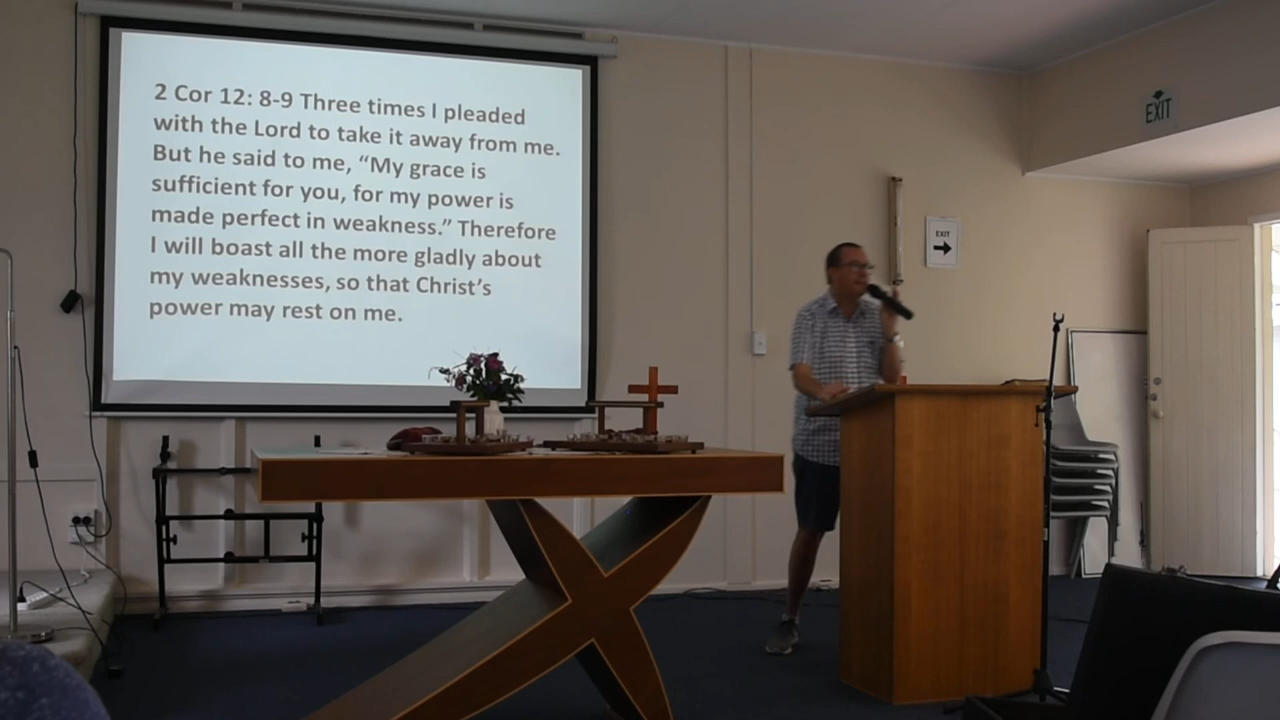 2 Cor 12: 8-9 Three times I pleaded
with the Lord to take it away from me.
But he said to me, “My grace is
sufficient for you, for my power is
made perfect in weakness.” Therefore
I will boast all the more gladly about
my weaknesses, so that Christ’s
power may rest on me.
EXIT
EXIT